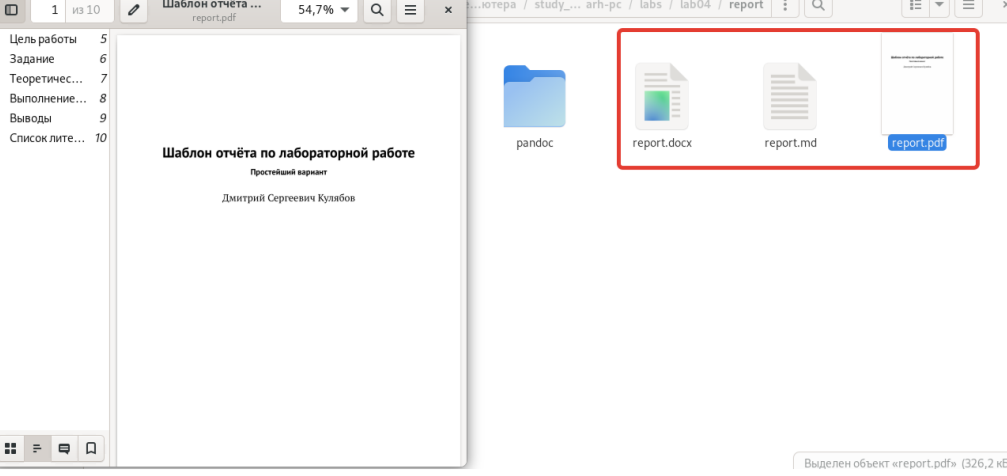 1 из 10
Шаблон отчёта ...
report.pdf
54,7%
Цель работы 5
Задание 6
Теоретичес... 7
Выполнение... 8
Выводы 9
Список лите... 10
Шаблон отчёта по лабораторной работе
Простейший вариант
Дмитрий Сергеевич Кулябов
...ютера / study_... arh-pc / labs / lab04 / report
pandoc
report.docx
report.md
report.pdf
Выделен объект «report.pdf» (326,2 кБ